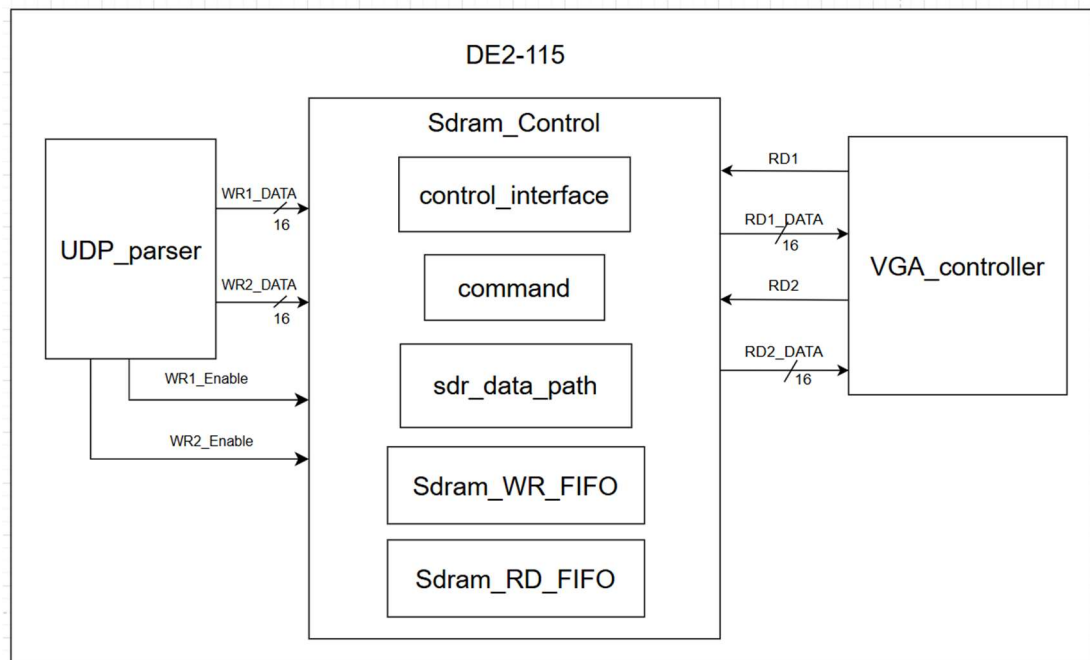 DE2-115
Sdram_Control
UDP_parser
WR1_DATA
16
WR2_DATA
16
WR1_Enable
WR2_Enable
control_interface
command
sdr_data_path
Sdram_WR_FIFO
Sdram_RD_FIFO
RD1
RD1_DATA
16
RD2
RD2_DATA
16
VGA_controller